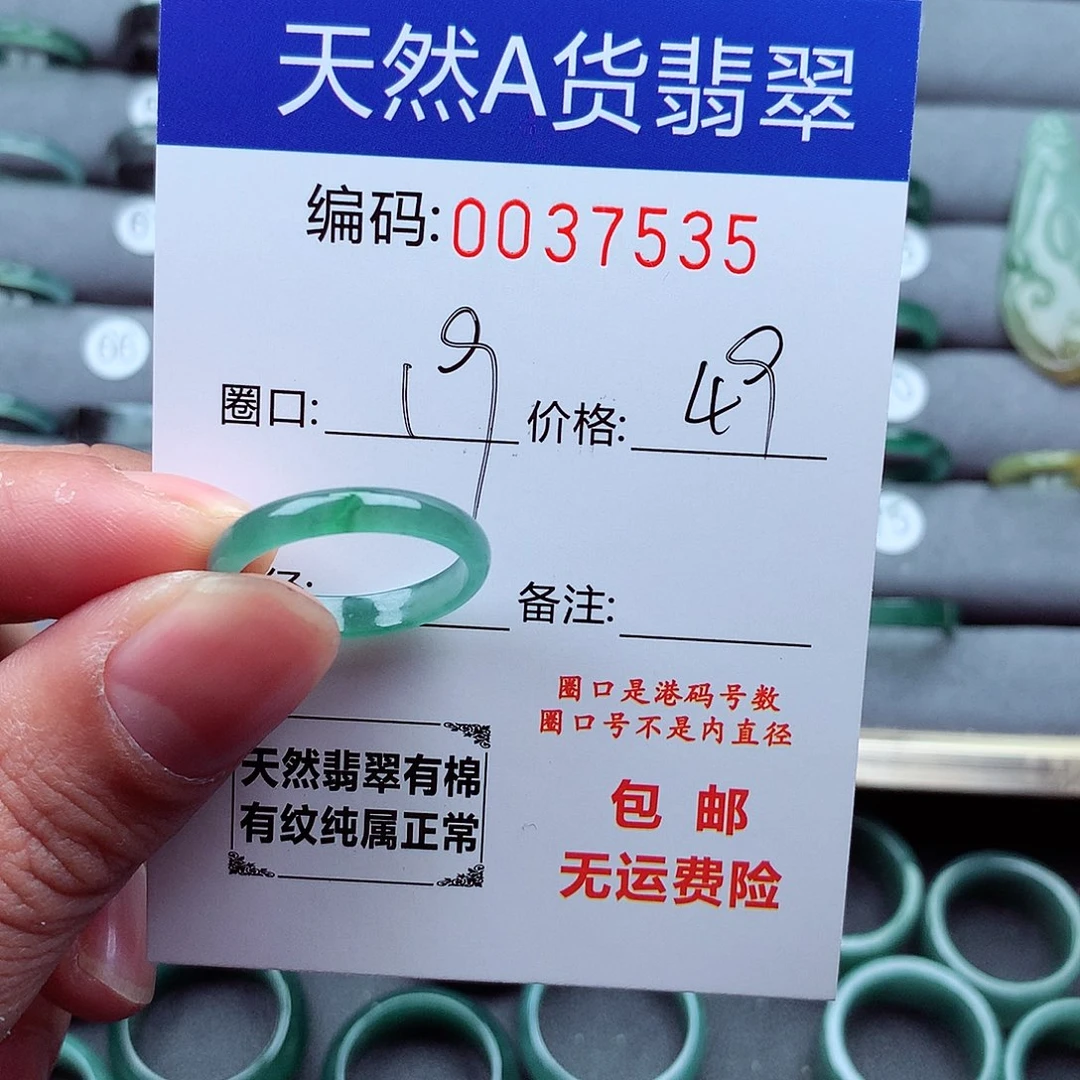 天然A货翡翠
编码:0037535
圈口: 19 价格: 49
径: 备注:
圈口是港码号数
圈口号不是内直径
天然翡翠有棉
有纹纯属正常
包邮
无运费险
66